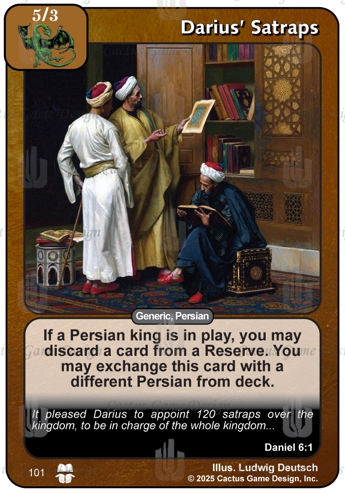 5/3
Darius' Satraps
Generic, Persian
If a Persian king is in play, you may
discard a card from a Reserve. You
may exchange this card with a
different Persian from deck.
It pleased Darius to appoint 120 satraps over the
kingdom, to be in charge of the whole kingdom...
Daniel 6:1
Illus. Ludwig Deutsch
101
© 2025 Cactus Game Design, Inc.